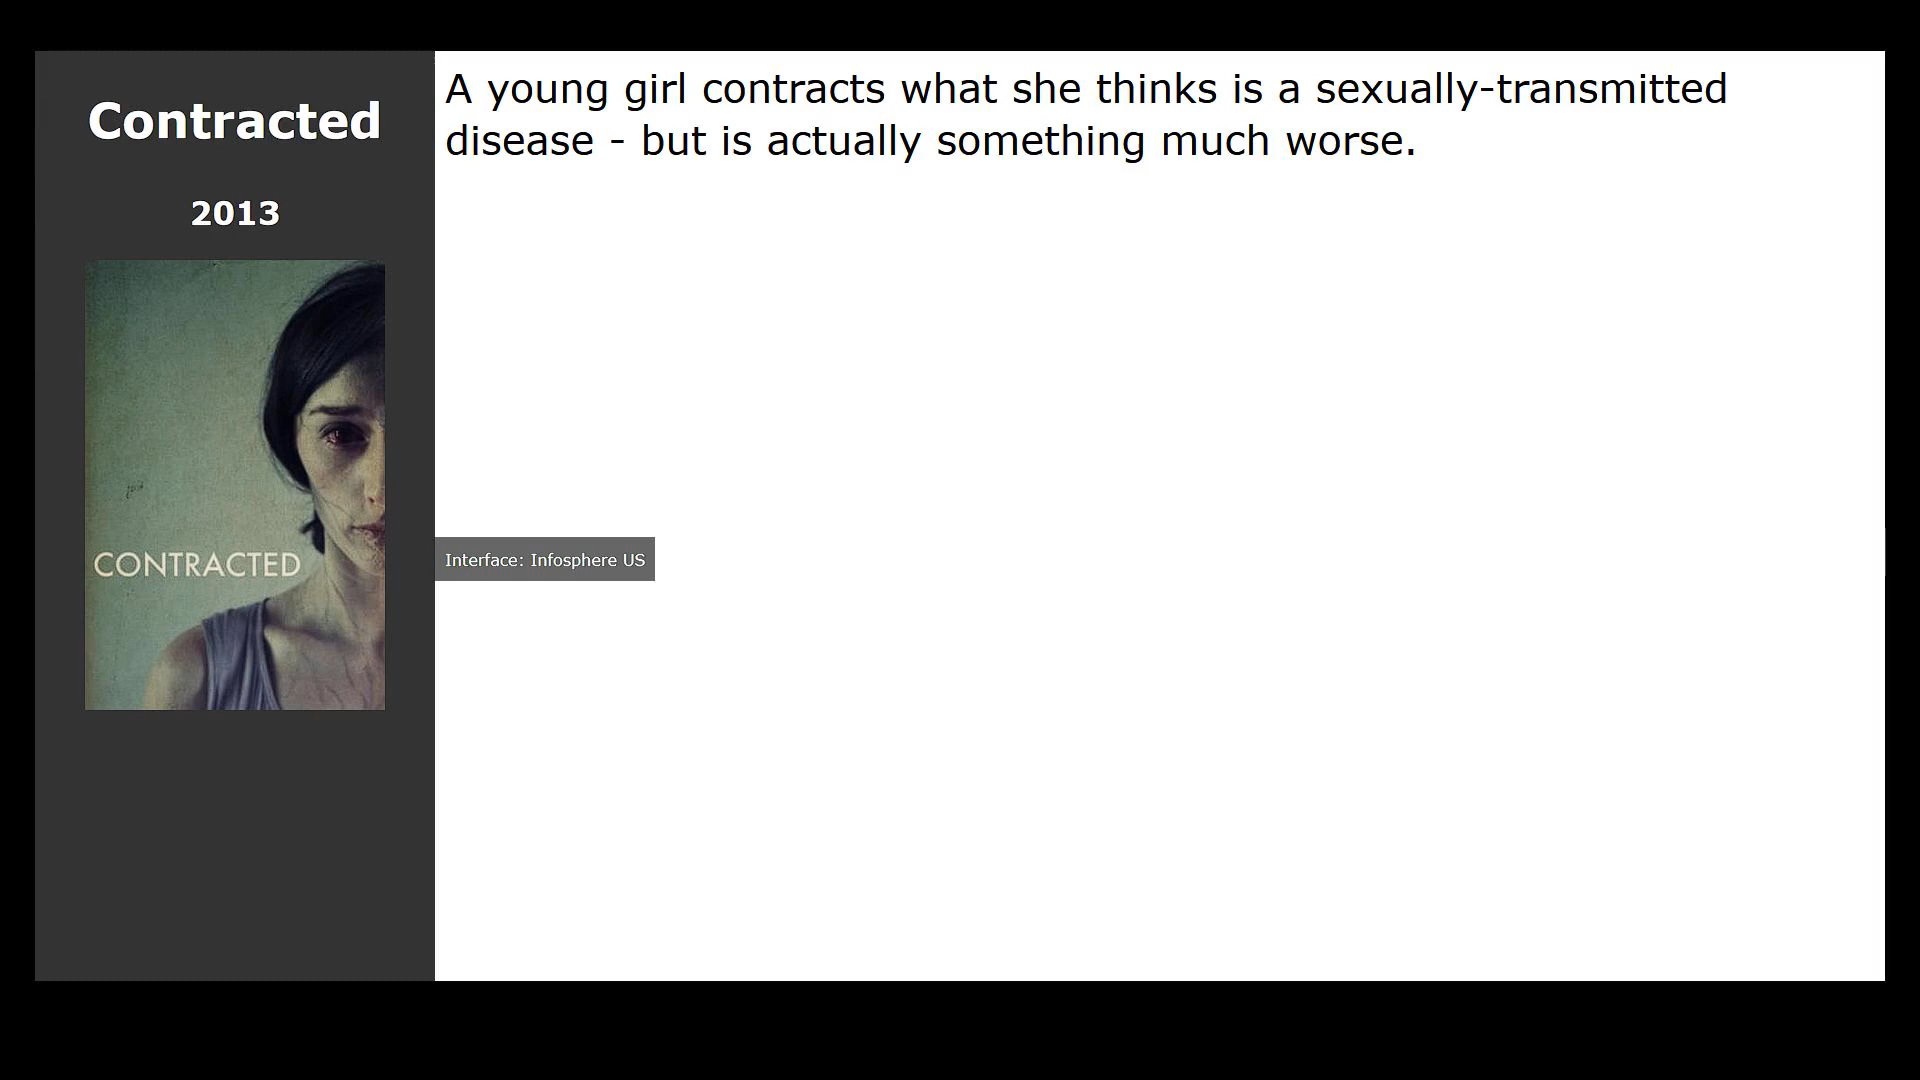 Contracted
2013
CONTRACTED
A young girl contracts what she thinks is a sexually-transmitted
disease - but is actually something much worse.
Interface: Infosphere US